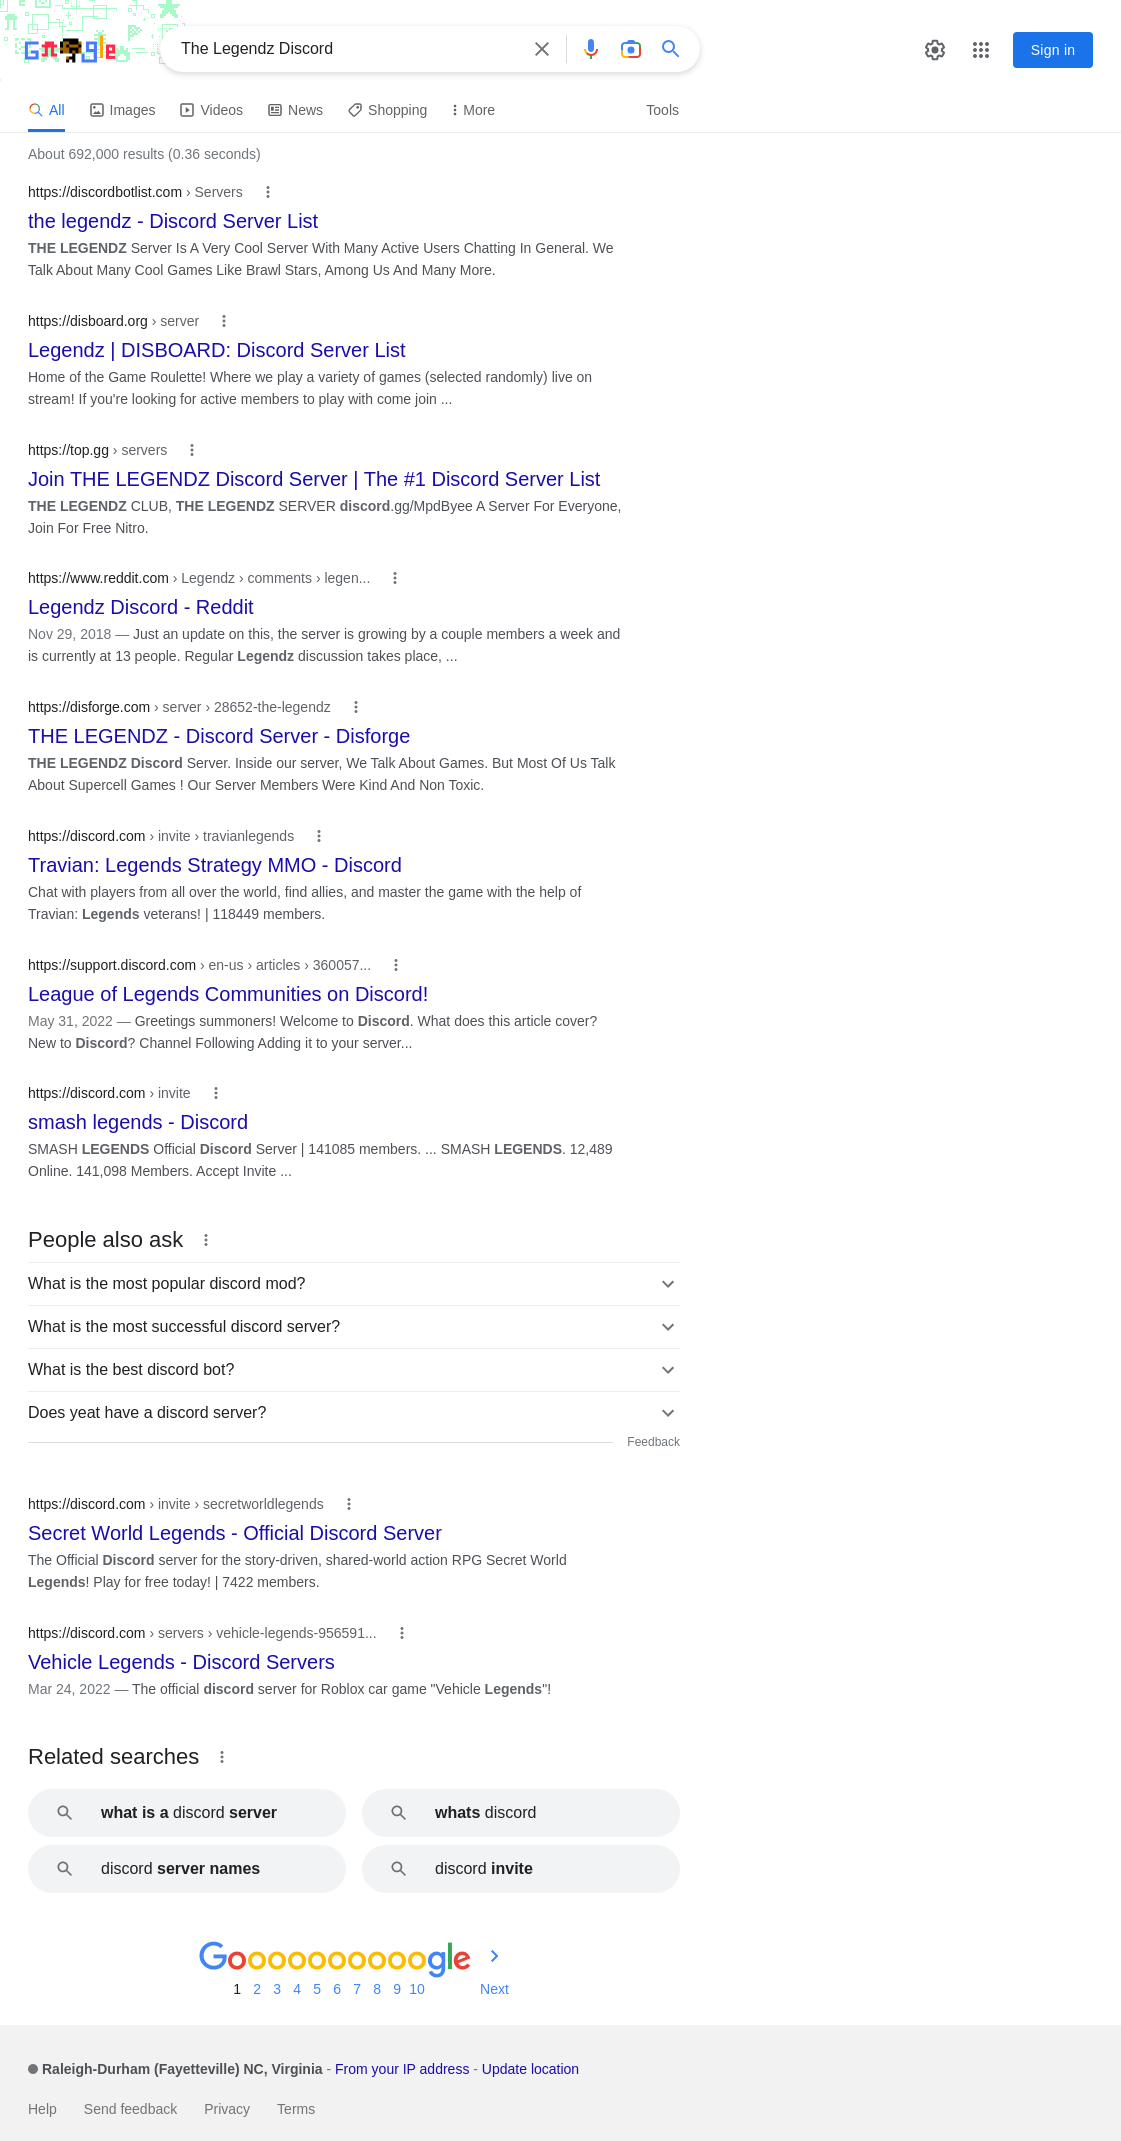 Google
The Legendz Discord
Sign in
All
Images
Videos
News
Shopping
More
Tools
About 692,000 results (0.36 seconds)
https://discordbotlist.com › Servers
the legendz - Discord Server List
THE LEGENDZ Server Is A Very Cool Server With Many Active Users Chatting In General. We
Talk About Many Cool Games Like Brawl Stars, Among Us And Many More.
https://disboard.org › server
Legendz | DISBOARD: Discord Server List
Home of the Game Roulette! Where we play a variety of games (selected randomly) live on
stream! If you're looking for active members to play with come join ...
https://top.gg › servers
Join THE LEGENDZ Discord Server | The #1 Discord Server List
THE LEGENDZ CLUB, THE LEGENDZ SERVER discord.gg/MpdByee A Server For Everyone,
Join For Free Nitro.
https://www.reddit.com › Legendz › comments › legen...
Legendz Discord - Reddit
Nov 29, 2018 — Just an update on this, the server is growing by a couple members a week and
is currently at 13 people. Regular Legendz discussion takes place, ...
https://disforge.com › server › 28652-the-legendz
THE LEGENDZ - Discord Server - Disforge
THE LEGENDZ Discord Server. Inside our server, We Talk About Games. But Most Of Us Talk
About Supercell Games ! Our Server Members Were Kind And Non Toxic.
https://discord.com › invite › travianlegends
Travian: Legends Strategy MMO - Discord
Chat with players from all over the world, find allies, and master the game with the help of
Travian: Legends veterans! | 118449 members.
https://support.discord.com › en-us › articles › 360057...
League of Legends Communities on Discord!
May 31, 2022 — Greetings summoners! Welcome to Discord. What does this article cover?
New to Discord? Channel Following Adding it to your server...
https://discord.com › invite
smash legends - Discord
SMASH LEGENDS Official Discord Server | 141085 members. ... SMASH LEGENDS. 12,489
Online. 141,098 Members. Accept Invite ...
People also ask
What is the most popular discord mod?
What is the most successful discord server?
What is the best discord bot?
Does yeat have a discord server?
Feedback
https://discord.com › invite › secretworldlegends
Secret World Legends - Official Discord Server
The Official Discord server for the story-driven, shared-world action RPG Secret World
Legends! Play for free today! | 7422 members.
https://discord.com › servers › vehicle-legends-956591...
Vehicle Legends - Discord Servers
Mar 24, 2022 — The official discord server for Roblox car game "Vehicle Legends"!
Related searches
what is a discord server
whats discord
discord server names
discord invite
Goooooooooogle
1 2 3 4 5 6 7 8 9 10 Next
Raleigh-Durham (Fayetteville) NC, Virginia - From your IP address - Update location
Help Send feedback Privacy Terms